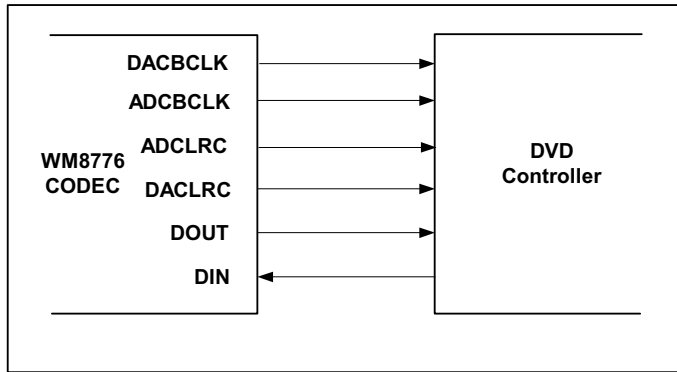 DACBCLK
ADCBCLK
ADCLRC
WM8776
CODEC
DACLRC
DOUT
DIN
DVD
Controller